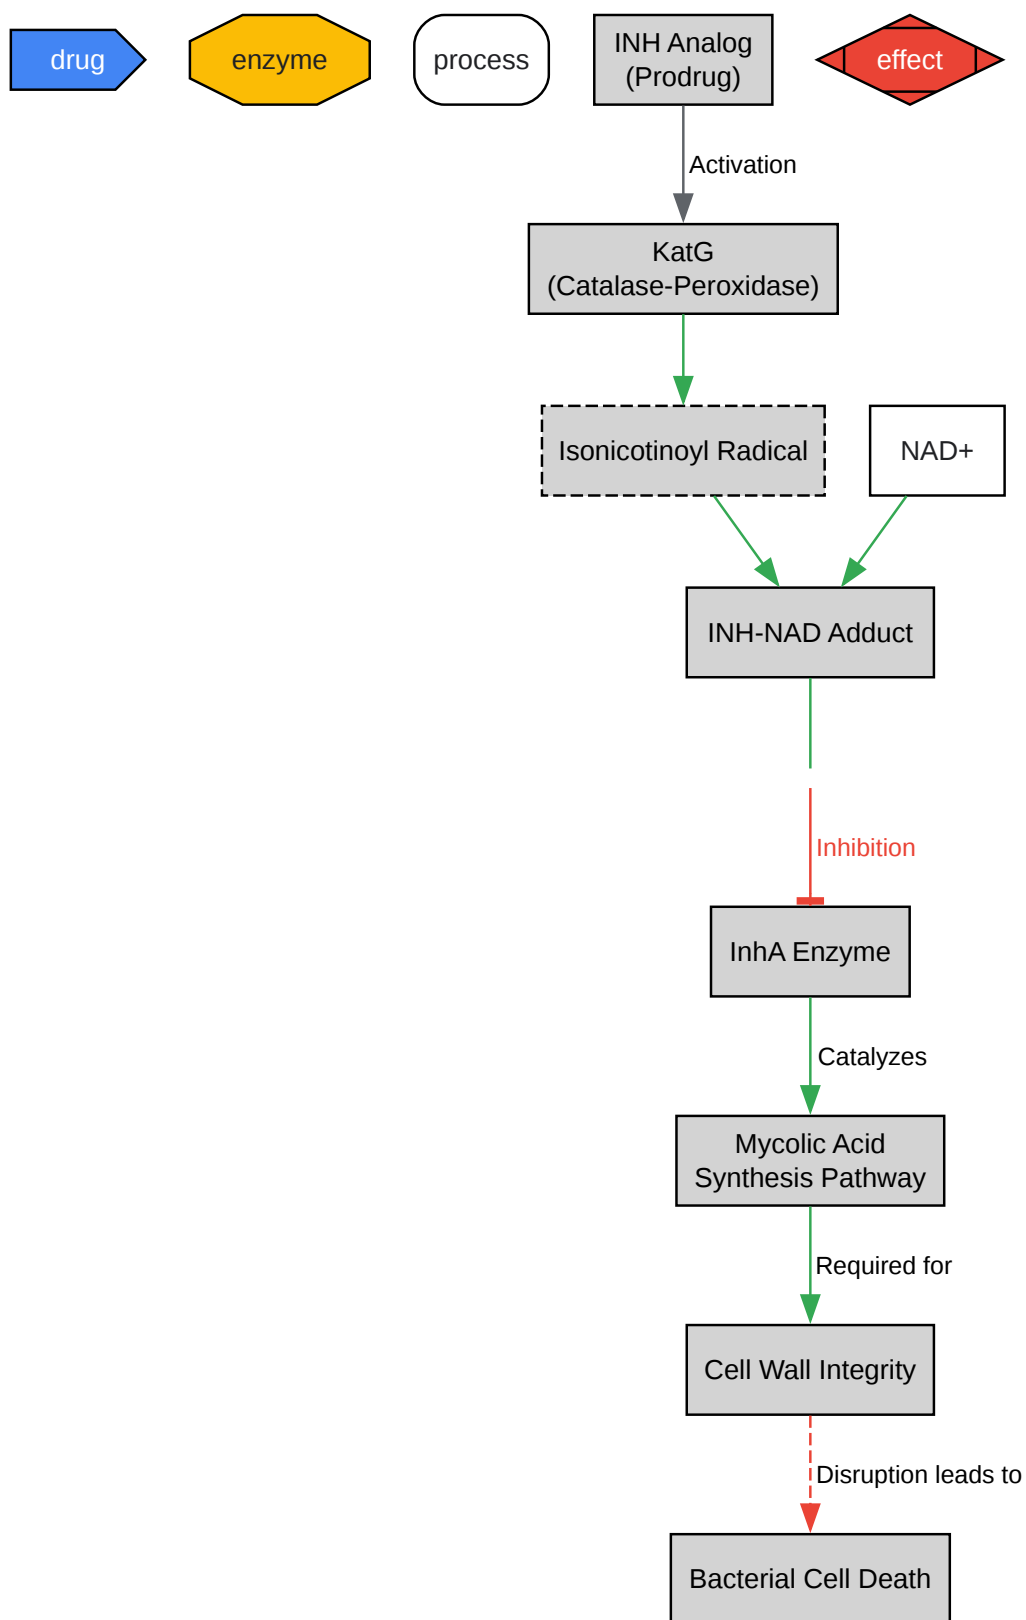 drug
enzyme
process
INH Analog
(Prodrug)
effect
Activation
KatG
(Catalase-Peroxidase)
Isonicotinoyl Radical
NAD+
INH-NAD Adduct
Inhibition
InhA Enzyme
Catalyzes
Mycolic Acid
Synthesis Pathway
Required for
Cell Wall Integrity
Disruption leads to
Bacterial Cell Death